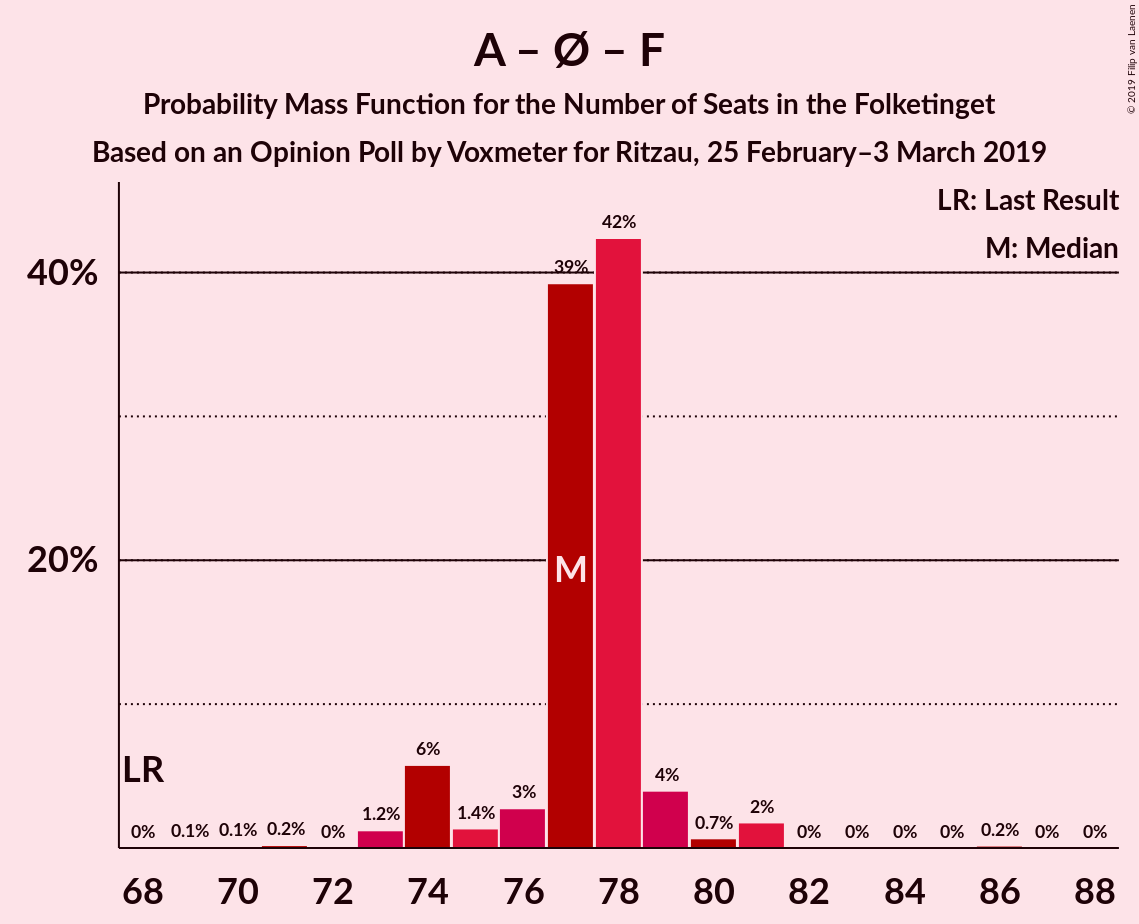 A – Ø – F
Probability Mass Function for the Number of Seats in the Folketinget
Based on an Opinion Poll by Voxmeter for Ritzau, 25 February–3 March 2019
© 2019 Filip van Laenen
LR: Last Result
M: Median
40%
20%
LR
M
0%
0.1%
0.1%
0.2%
0%
1.2%
6%
1.4%
3%
39%
42%
4%
0.7%
2%
0%
0%
0%
0%
0.2%
0%
0%
68 70 72 74 76 78 80 82 84 86 88